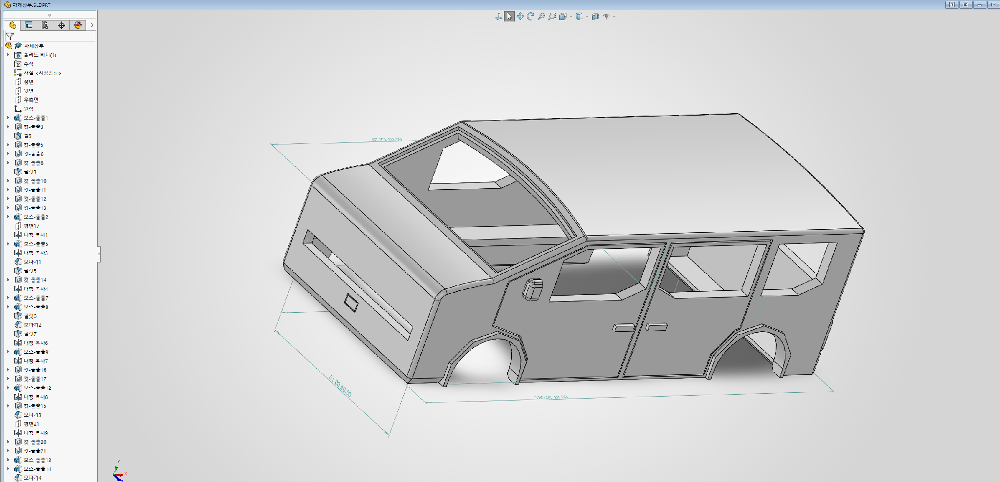 차체상부.SLDPRT
차체상부
솔리드 바디(1)
수식
재질 <지정안됨>
정면
윗면
우측면
원점
보스-돌출1
컷-돌출3
쉘3
컷-돌출5
컷-돌출6
컷-돌출8
필렛3
컷-돌출10
컷-돌출11
컷-돌출12
컷-돌출13
보스-돌출2
평면17
대칭 복사1
보스-돌출5
대칭 복사3
모따기1
필렛5
컷-돌출14
대칭 복사4
보스-돌출7
보스-돌출8
필렛6
모따기2
필렛7
대칭 복사6
보스-돌출9
대칭 복사7
컷-돌출16
컷-돌출17
보스-돌출12
대칭 복사8
컷-돌출15
모따기3
평면21
대칭 복사9
컷-돌출20
컷-돌출21
보스-돌출13
보스-돌출14
모따기4
67.72 ±0.50
51.00 ±0.50
Y
X
Z